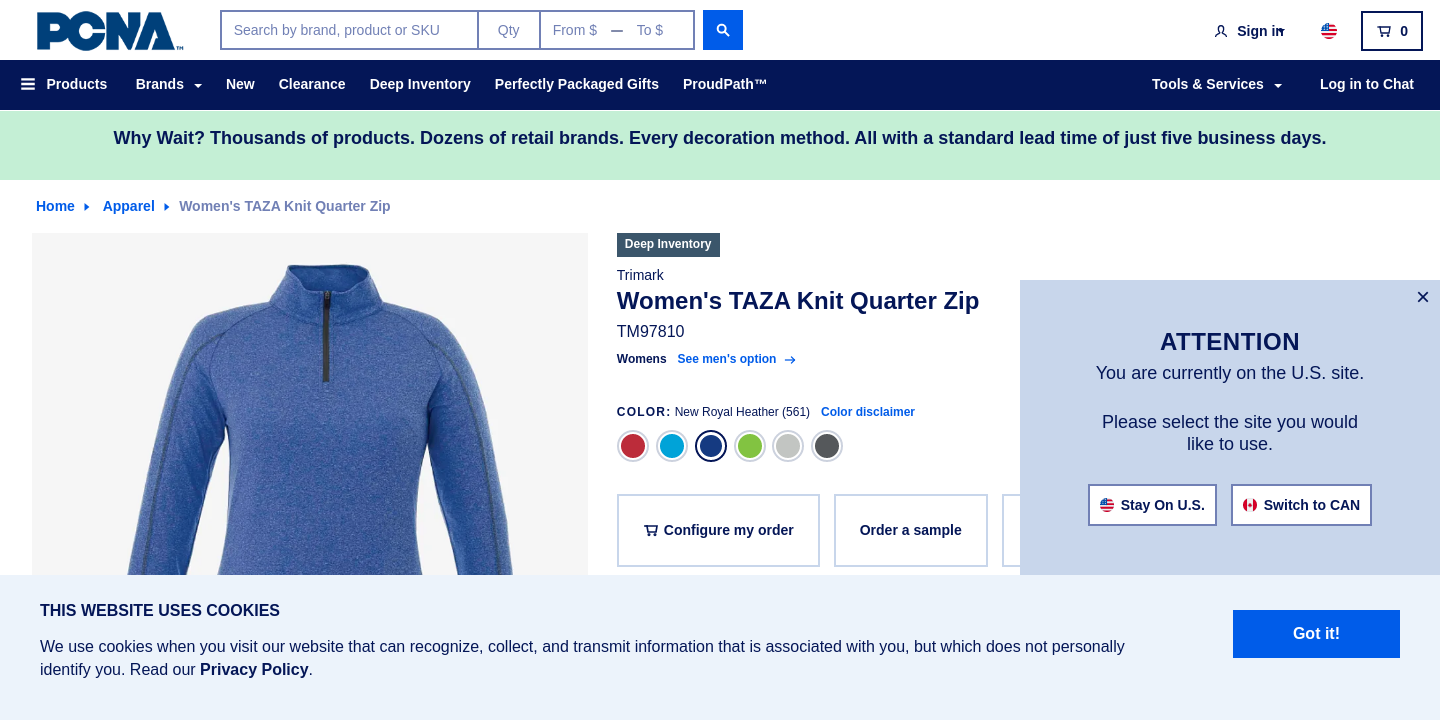 PCNA™
Search by brand, product or SKU
Qty
From $ — To $
Sign in
0
Products
Brands
New
Clearance
Deep Inventory
Perfectly Packaged Gifts
ProudPath™
Tools & Services
Log in to Chat
Why Wait? Thousands of products. Dozens of retail brands. Every decoration method. All with a standard lead time of just five business days.
Home
Apparel
Women's TAZA Knit Quarter Zip
Deep Inventory
Trimark
Women's TAZA Knit Quarter Zip
TM97810
Womens See men's option
COLOR: New Royal Heather (561) Color disclaimer
Configure my order
Order a sample
ATTENTION
You are currently on the U.S. site.
Please select the site you would
like to use.
Stay On U.S.
Switch to CAN
THIS WEBSITE USES COOKIES
We use cookies when you visit our website that can recognize, collect, and transmit information that is associated with you, but which does not personally
identify you. Read our Privacy Policy.
Got it!